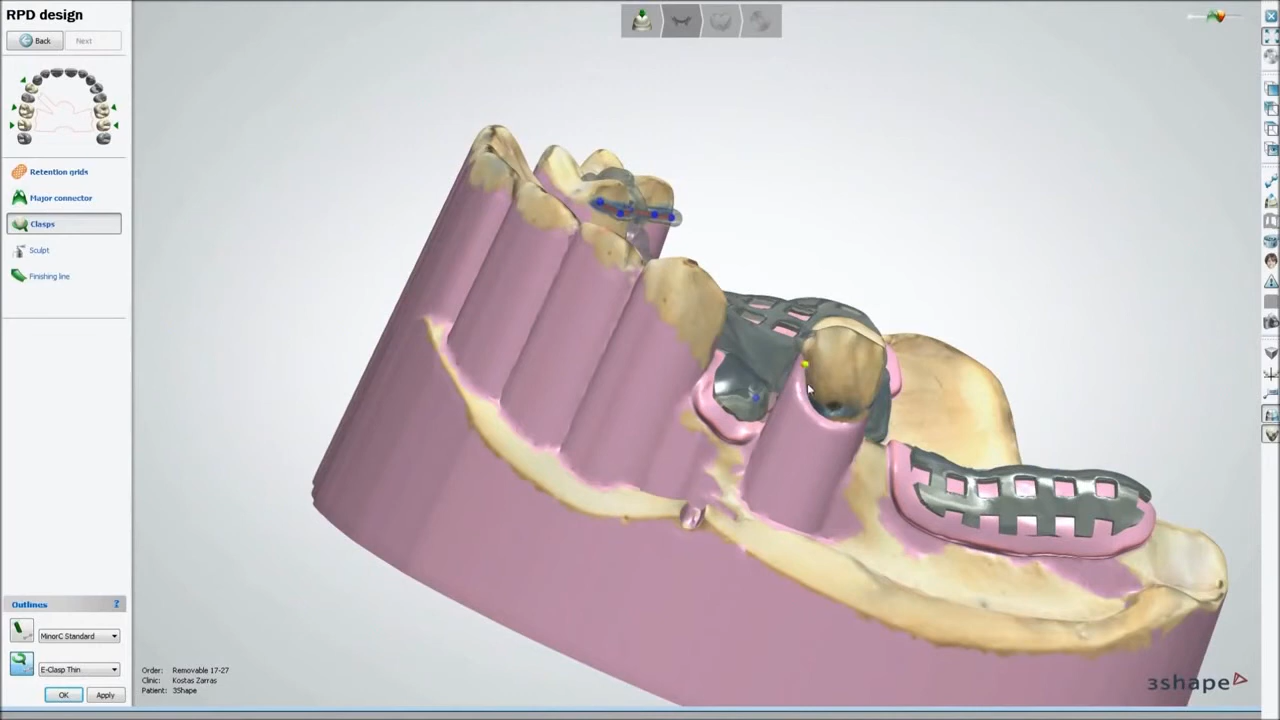 RPD design
Back
Next
Retention grids
Major connector
Clasps
Sculpt
Finishing line
Outlines ?
MinorC Standard
E-Clasp Thin
OK
Apply
Order: Removable 17-27
Clinic: Kostas Zarras
Patient: 3Shape
3shape